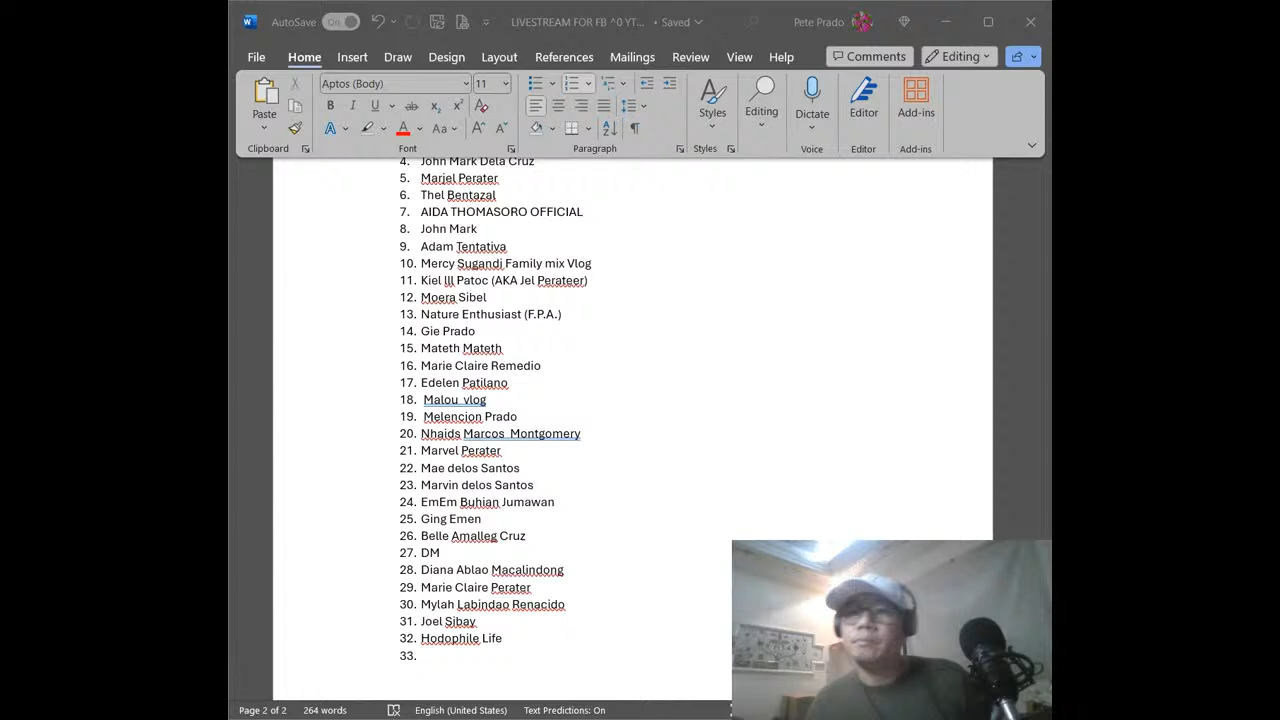 AutoSave On LIVESTREAM FOR FB ^0 YT... • Saved Pete Prado
File Home Insert Draw Design Layout References Mailings Review View Help Comments Editing
Aptos (Body) 11
Paste Styles Editing Dictate Editor Add-ins
Clipboard Font Paragraph Styles Voice Editor Add-ins
4. John Mark Dela Cruz
5. Marjel Perater
6. Thel Bentazal
7. AIDA THOMASORO OFFICIAL
8. John Mark
9. Adam Tentativa
10. Mercy Sugandi Family mix Vlog
11. Kiel lll Patoc (AKA Jel Perateer)
12. Moera Sibel
13. Nature Enthusiast (F.P.A.)
14. Gie Prado
15. Mateth Mateth
16. Marie Claire Remedio
17. Edelen Patilano
18. Malou vlog
19. Melencion Prado
20. Nhaids Marcos Montgomery
21. Marvel Perater
22. Mae delos Santos
23. Marvin delos Santos
24. EmEm Buhian Jumawan
25. Ging Emen
26. Belle Amalleg Cruz
27. DM
28. Diana Ablao Macalindong
29. Marie Claire Perater
30. Mylah Labindao Renacido
31. Joel Sibay
32. Hodophile Life
33.
Page 2 of 2 264 words English (United States) Text Predictions: On